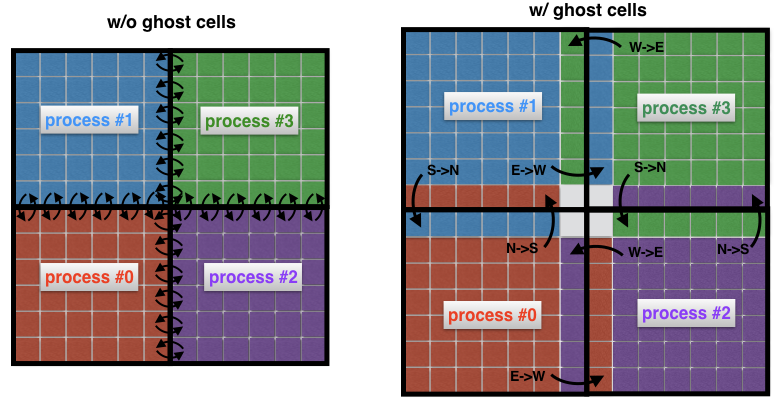 w/o ghost cells
process #1
process #3
process #0
process #2
w/ ghost cells
W->E
process #1
process #3
S->N
E->W
S->N
N->S
W->E
N->S
process #0
process #2
E->W